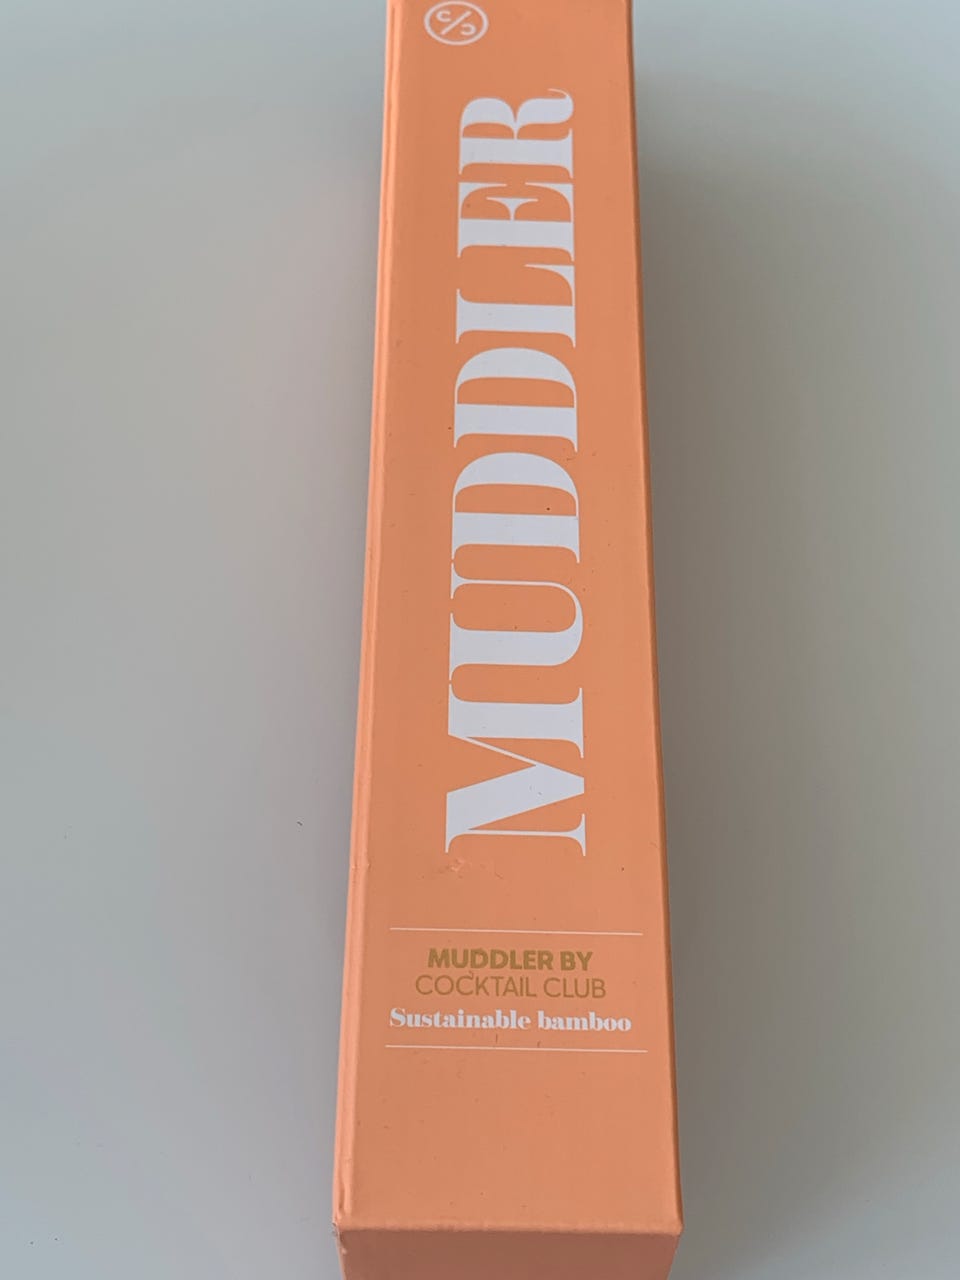 C/C
MUDDLER
MUDDLER BY
COCKTAIL CLUB
Sustainable bamboo